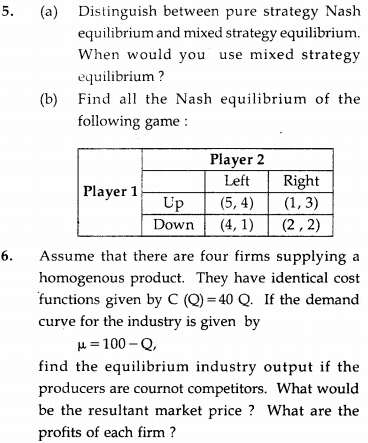 5. (a) Distinguish between pure strategy Nash
equilibrium and mixed strategy equilibrium.
When would you use mixed strategy
equilibrium ?
(b) Find all the Nash equilibrium of the
following game :
Player 2
Player 1 Left Right
Up (5, 4) (1, 3)
Down (4, 1) (2 , 2)
6. Assume that there are four firms supplying a
homogenous product. They have identical cost
functions given by C (Q) = 40 Q. If the demand
curve for the industry is given by
μ = 100 – Q,
find the equilibrium industry output if the
producers are cournot competitors. What would
be the resultant market price ? What are the
profits of each firm ?